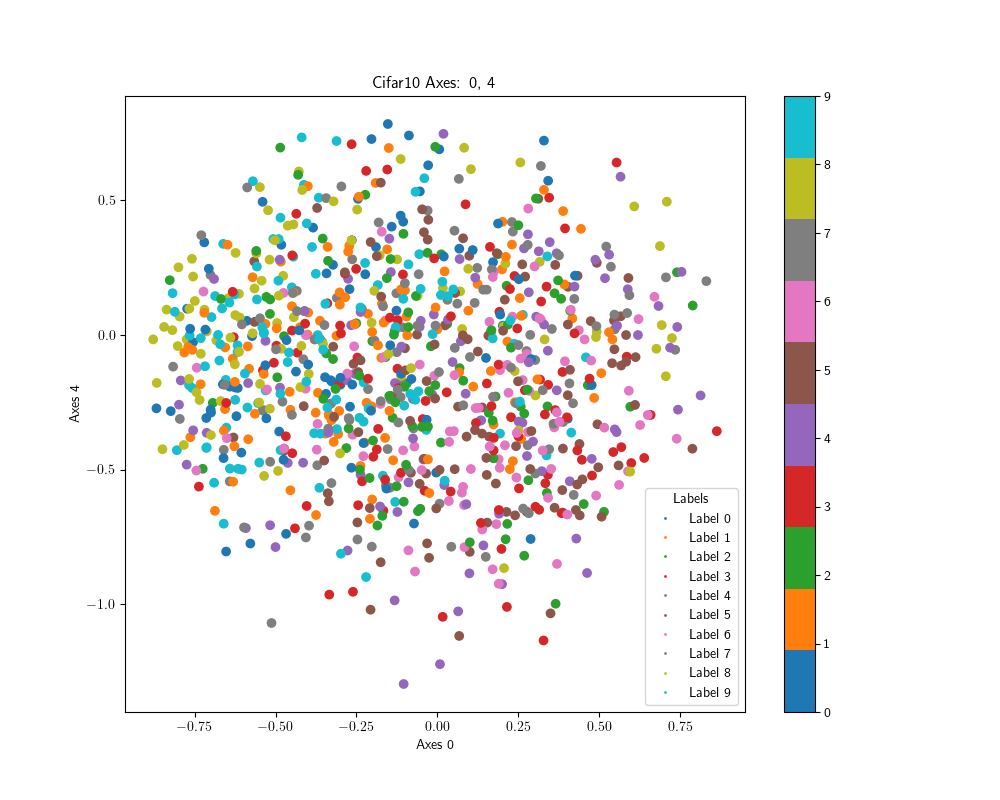 Cifar10 Axes: 0, 4
Axes 4
0.5
0.0
−0.5
−1.0
−0.75
−0.50
−0.25
0.00
0.25
0.50
0.75
Axes 0
Labels
Label 0
Label 1
Label 2
Label 3
Label 4
Label 5
Label 6
Label 7
Label 8
Label 9
9
8
7
6
5
4
3
2
1
0